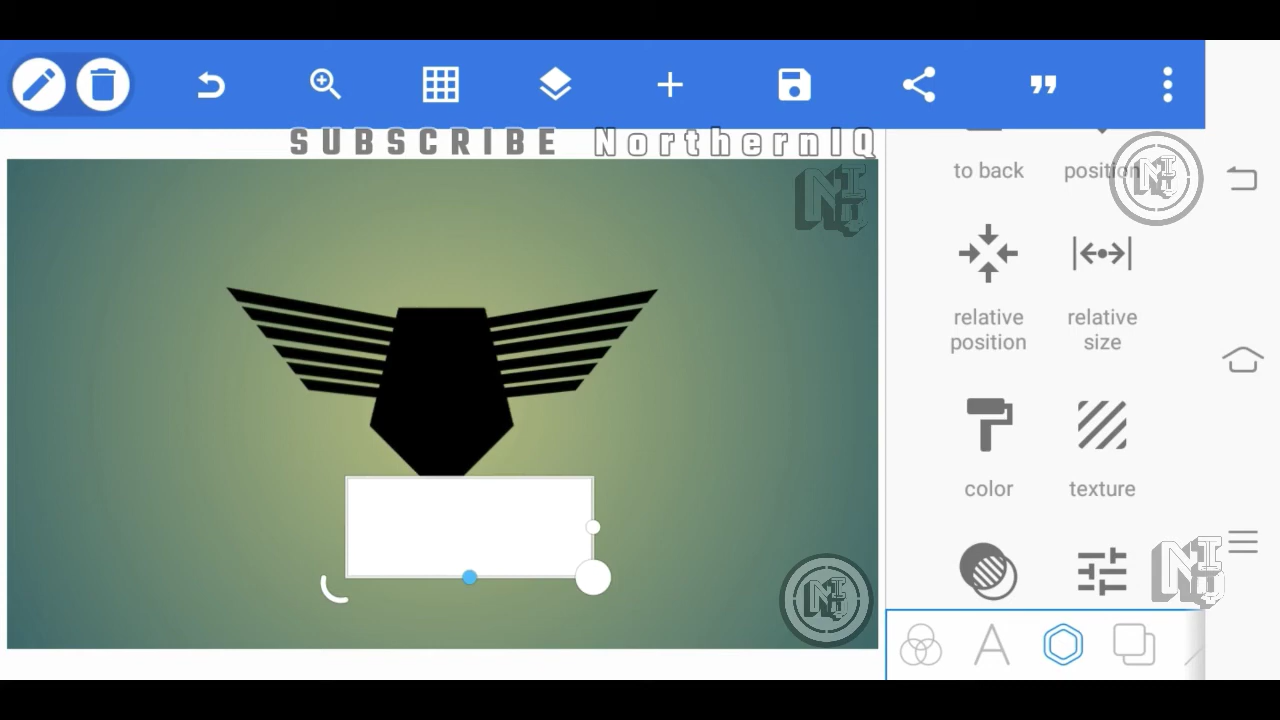 SUBSCRIBE NorthernIQ
to back
position
relative position
relative size
color
texture